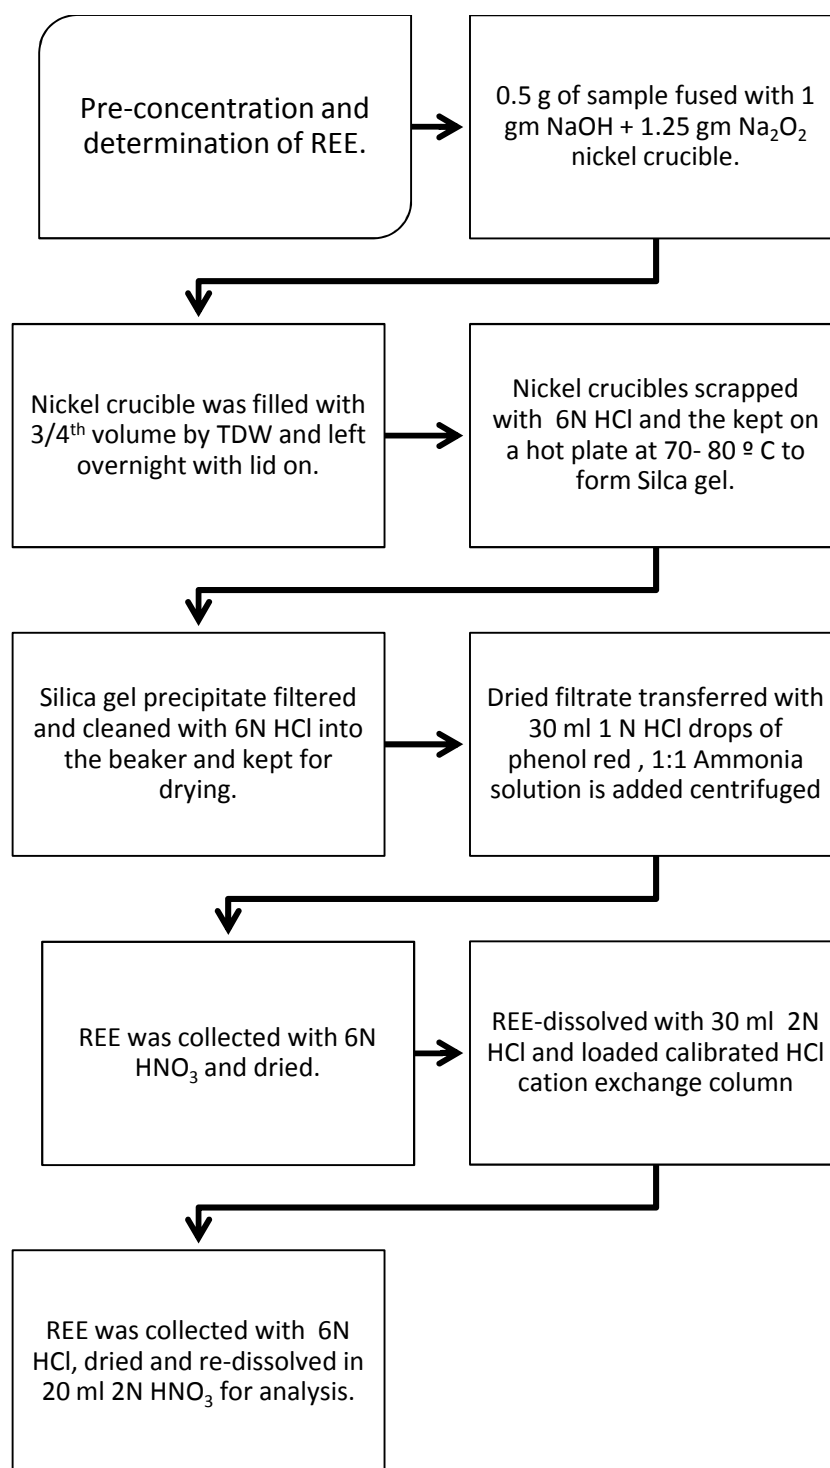 Pre-concentration and
determination of REE.
0.5 g of sample fused with 1
gm NaOH + 1.25 gm Na₂O₂
nickel crucible.
Nickel crucible was filled with
3/4ᵗʰ volume by TDW and left
overnight with lid on.
Nickel crucibles scrapped
with 6N HCl and the kept on
a hot plate at 70- 80 º C to
form Silca gel.
Silica gel precipitate filtered
and cleaned with 6N HCl into
the beaker and kept for
drying.
Dried filtrate transferred with
30 ml 1 N HCl drops of
phenol red , 1:1 Ammonia
solution is added centrifuged
REE was collected with 6N
HNO₃ and dried.
REE-dissolved with 30 ml 2N
HCl and loaded calibrated HCl
cation exchange column
REE was collected with 6N
HCl, dried and re-dissolved in
20 ml 2N HNO₃ for analysis.